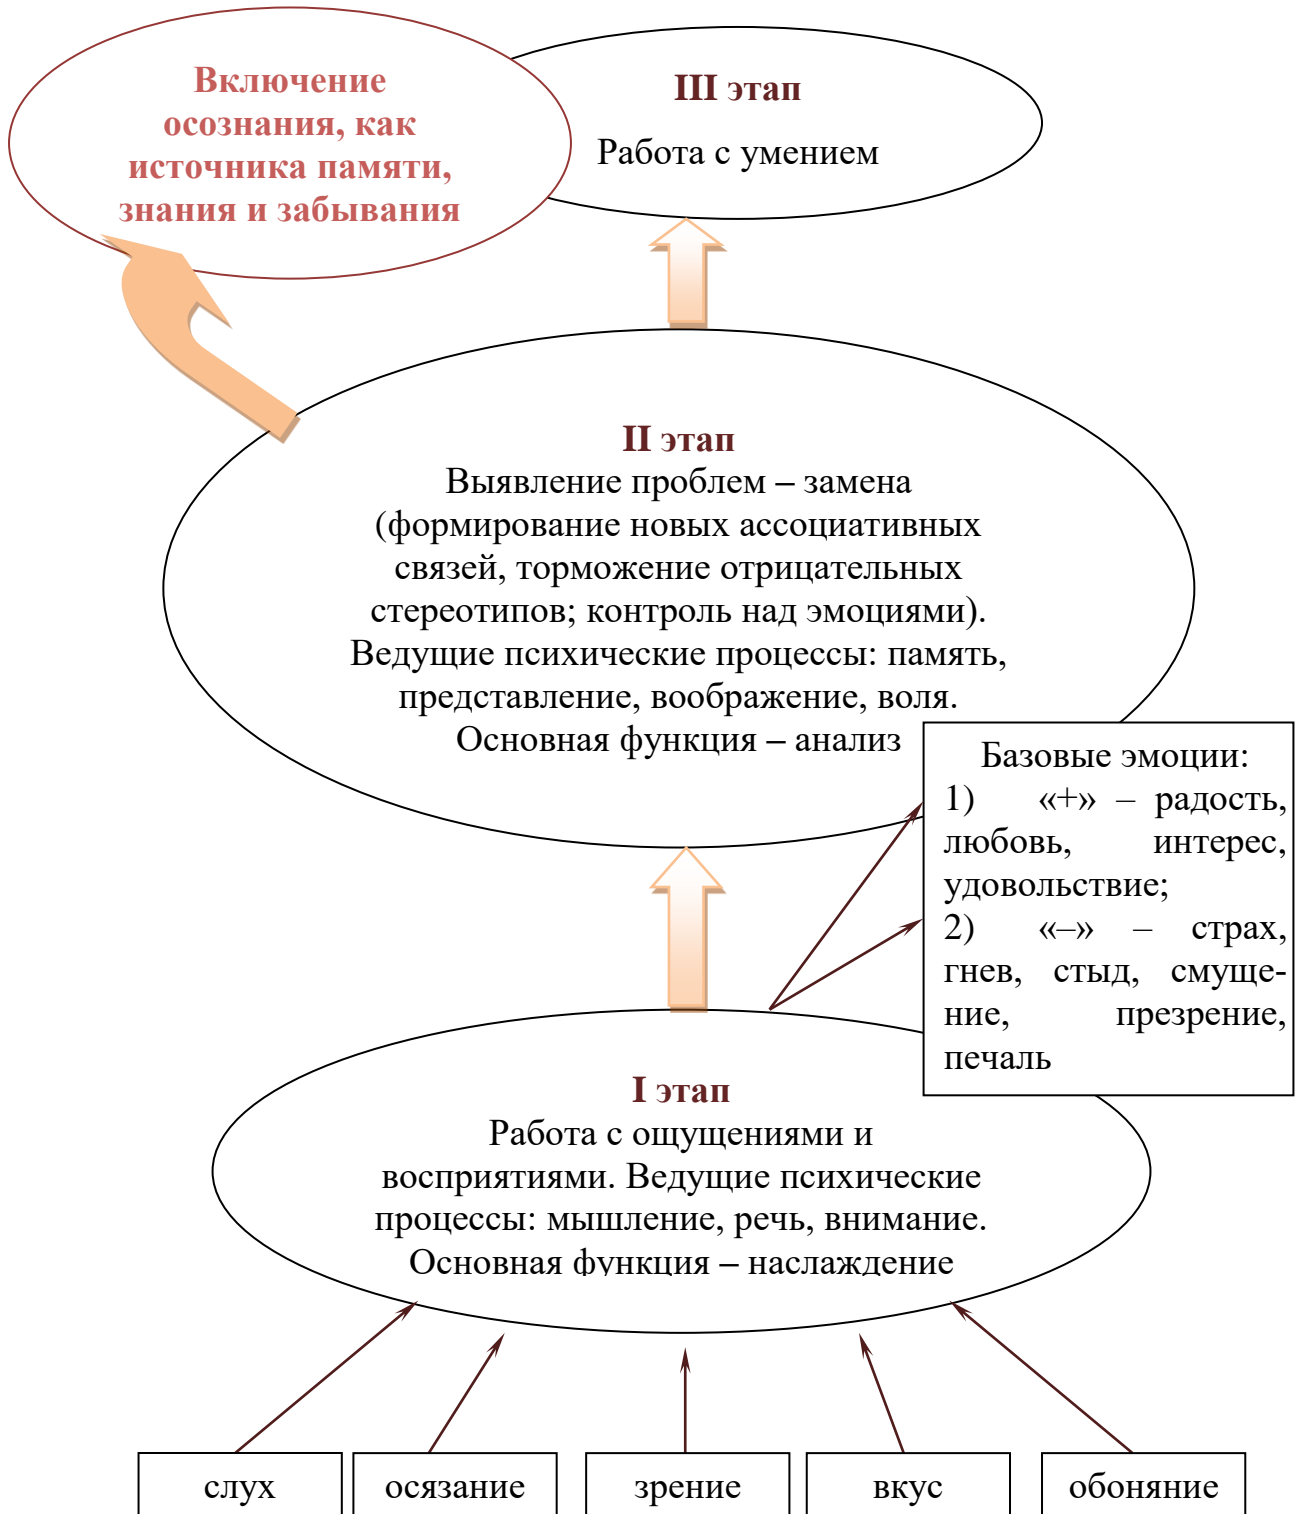 Включение
осознания, как
источника памяти,
знания и забывания
III этап
Работа с умением
II этап
Выявление проблем – замена
(формирование новых ассоциативных
связей, торможение отрицательных
стереотипов; контроль над эмоциями).
Ведущие психические процессы: память,
представление, воображение, воля.
Основная функция – анализ
Базовые эмоции:
1) «+» – радость,
любовь, интерес,
удовольствие;
2) «–» – страх,
гнев, стыд, смуще-
ние, презрение,
печаль
I этап
Работа с ощущениями и
восприятиями. Ведущие психические
процессы: мышление, речь, внимание.
Основная функция – наслаждение
слух
осязание
зрение
вкус
обоняние